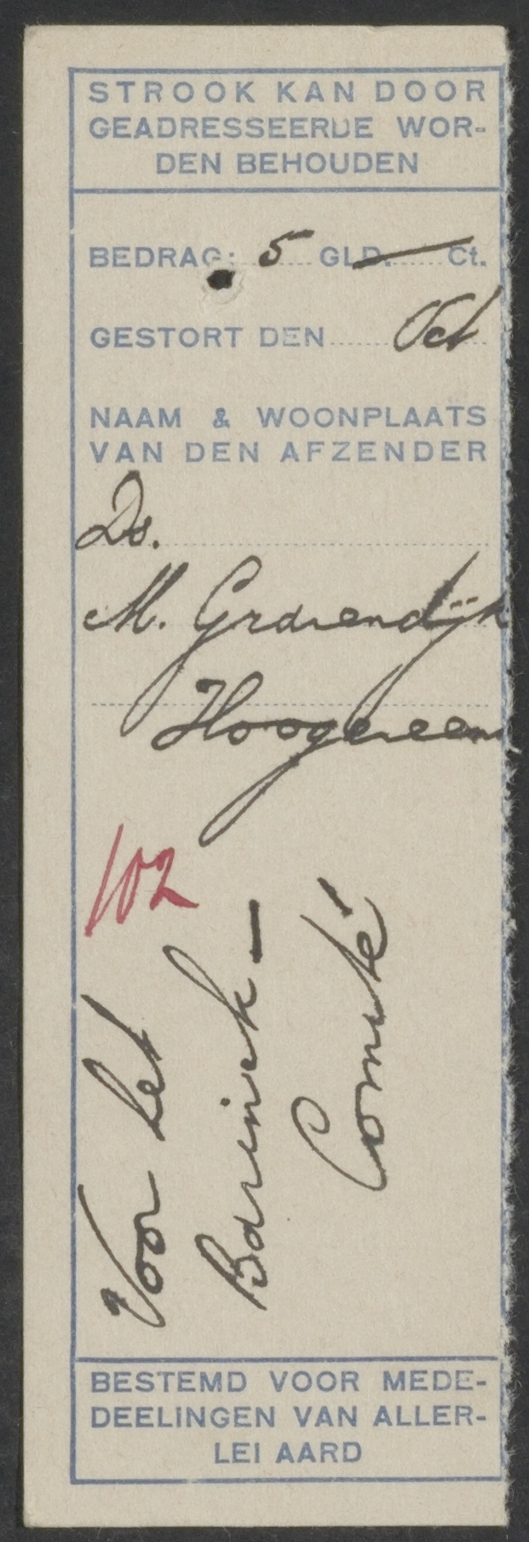 STROOK KAN DOOR
GEADRESSEERDE WOR-
DEN BEHOUDEN
BEDRAG: 5 GLD. — Ct.
GESTORT DEN Oct
NAAM & WOONPLAATS
VAN DEN AFZENDER
Ds.
M. Gravendijk
Hoogeveen
102
Voor het
Bavinck-
Comité
BESTEMD VOOR MEDE-
DEELINGEN VAN ALLER-
LEI AARD